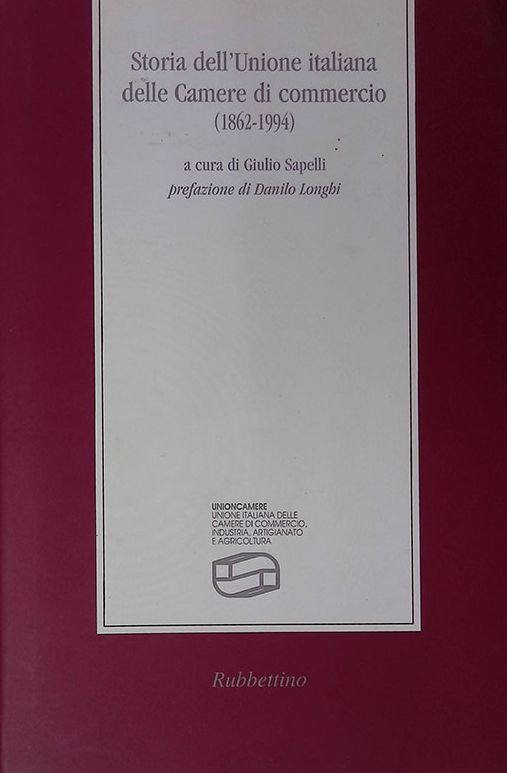 Storia dell'Unione italiana
delle Camere di commercio
(1862-1994)
a cura di Giulio Sapelli
prefazione di Danilo Longhi
UNIONCAMERE
UNIONE ITALIANA DELLE
CAMERE DI COMMERCIO,
INDUSTRIA, ARTIGIANATO
E AGRICOLTURA
Rubbettino